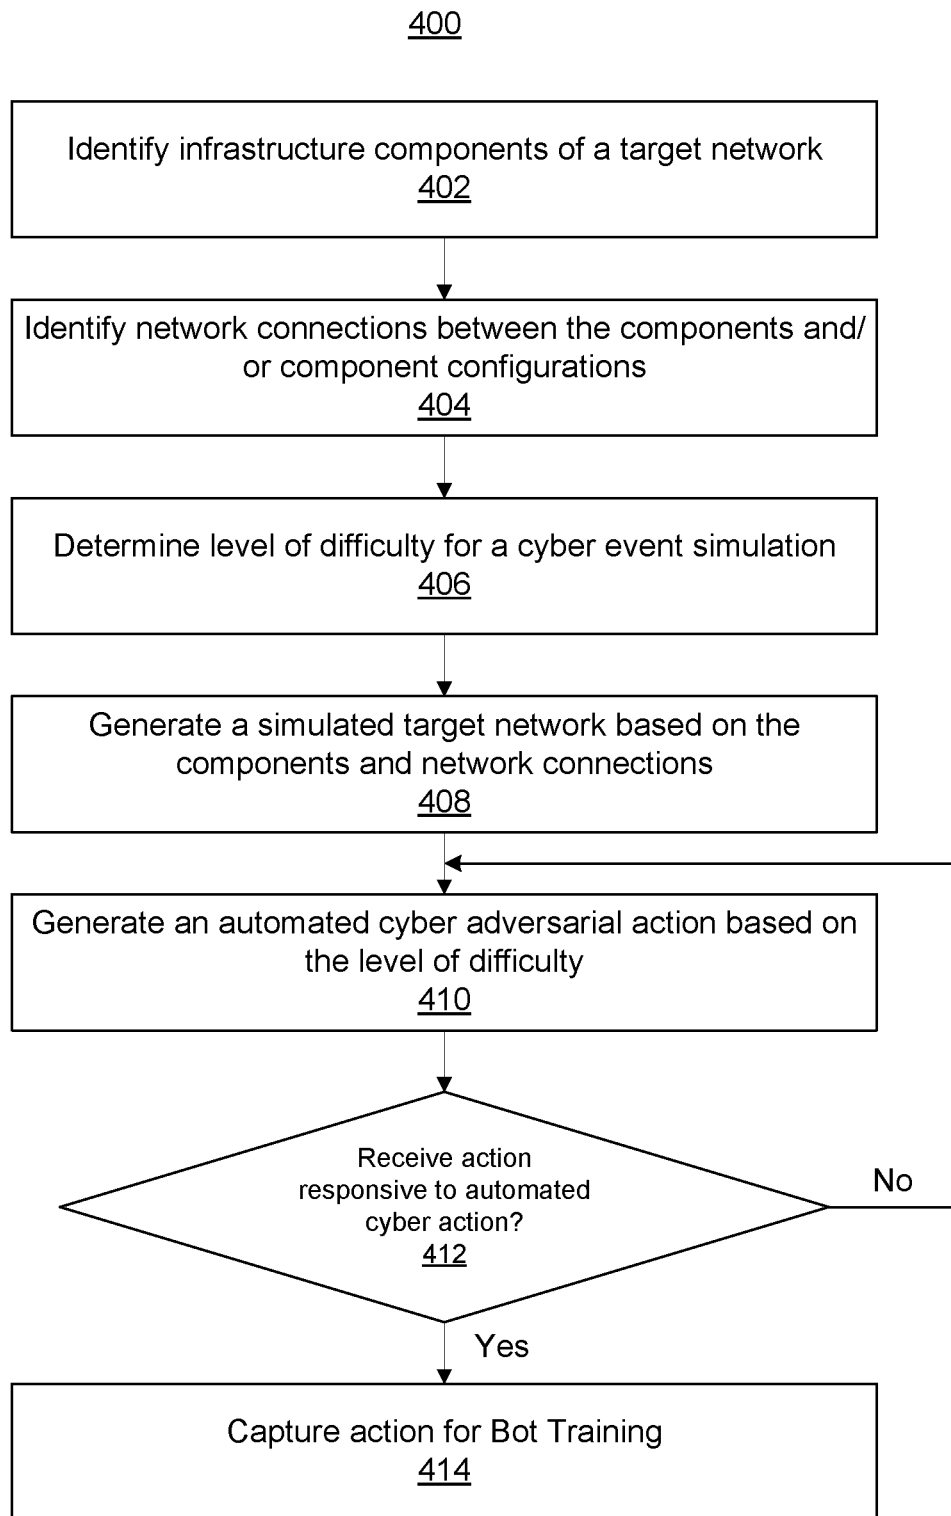 400
Identify infrastructure components of a target network
402
Identify network connections between the components and/
or component configurations
404
Determine level of difficulty for a cyber event simulation
406
Generate a simulated target network based on the
components and network connections
408
Generate an automated cyber adversarial action based on
the level of difficulty
410
Receive action
responsive to automated
cyber action?
412
No
Yes
Capture action for Bot Training
414